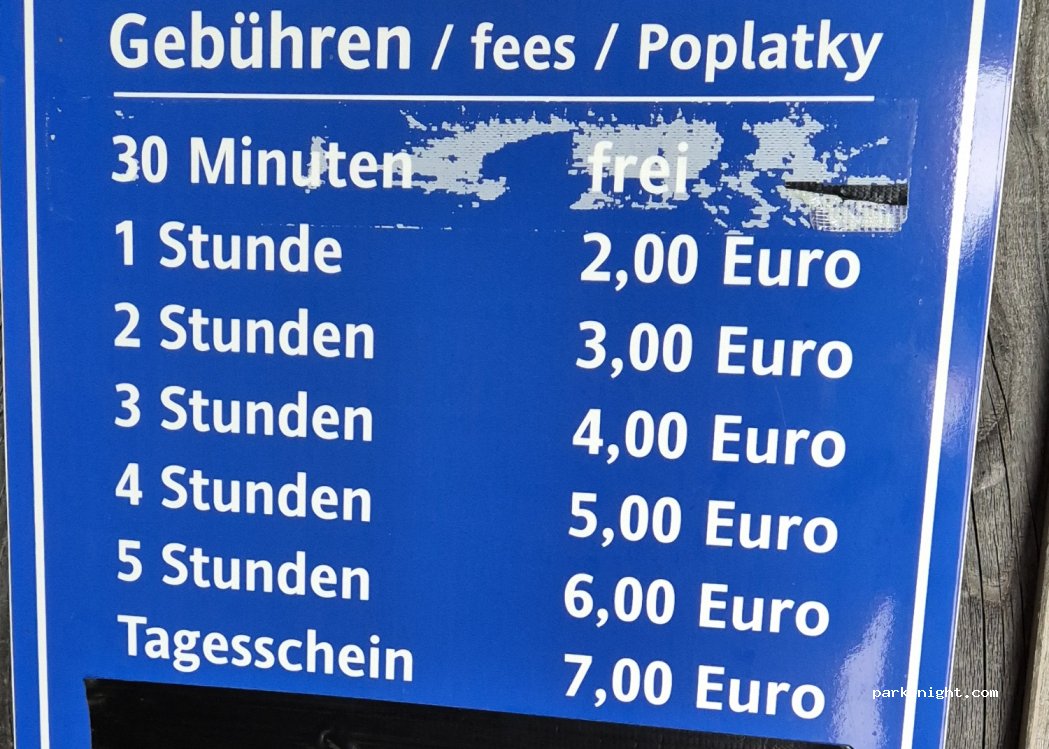 Gebühren / fees / Poplatky
30 Minuten frei
1 Stunde 2,00 Euro
2 Stunden 3,00 Euro
3 Stunden 4,00 Euro
4 Stunden 5,00 Euro
5 Stunden 6,00 Euro
Tagesschein 7,00 Euro
park4night.com